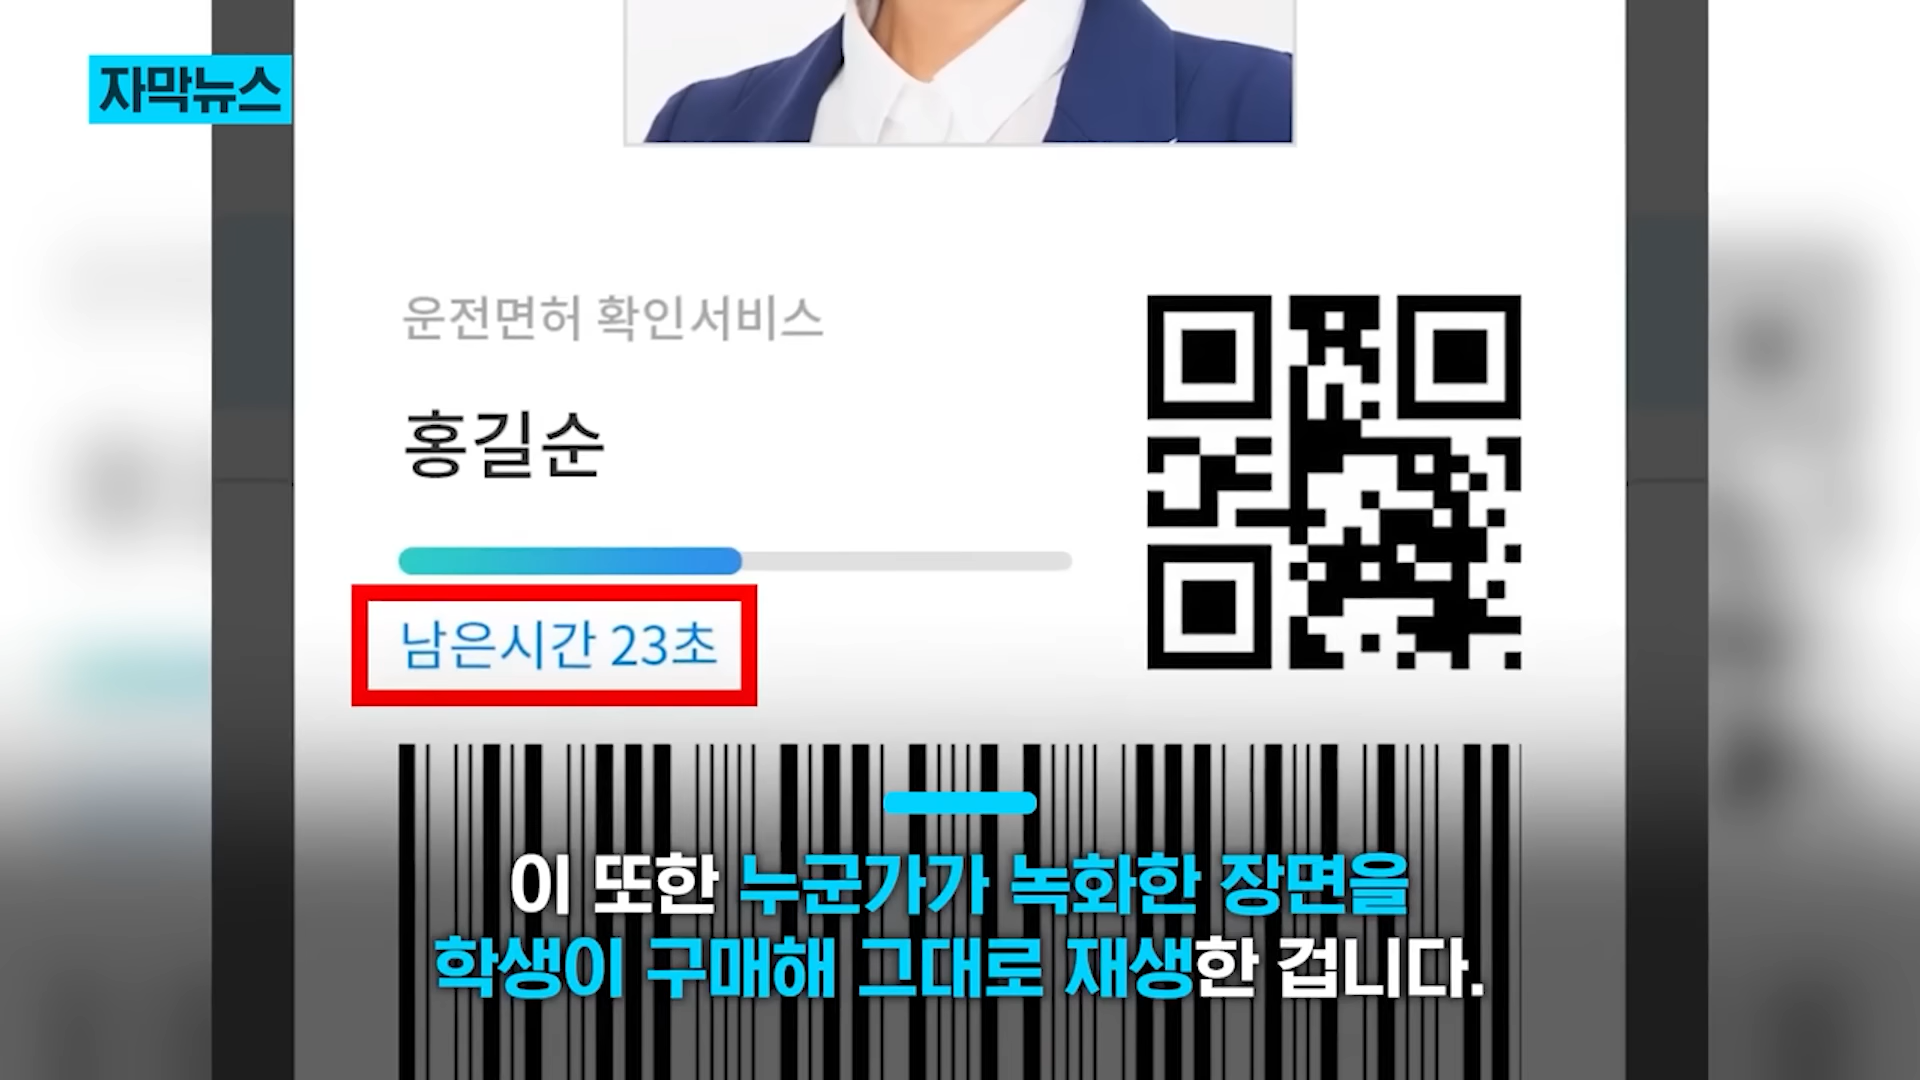 자막뉴스
운전면허 확인서비스
홍길순
남은시간 23초
이 또한 누군가가 녹화한 장면을
학생이 구매해 그대로 재생한 겁니다.